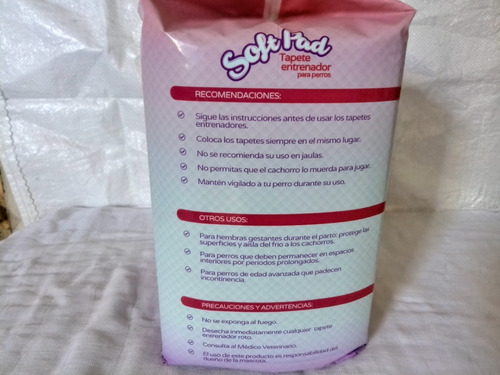 Soft Pad
Tapete
entrenador
para perros
RECOMENDACIONES:
Sigue las instrucciones antes de usar los tapetes
entrenadores.
Coloca los tapetes siempre en el mismo lugar.
No se recomienda su uso en jaulas.
No permitas que el cachorro lo muerda para jugar.
Mantén vigilado a tu perro durante su uso.
OTROS USOS:
Para hembras gestantes durante el parto: protege las
superficies y aisla del frio a los cachorros.
Para perros que deben permanecer en espacios
interiores por periodos prolongados.
Para perros de edad avanzada que padecen
incontinencia.
PRECAUCIONES Y ADVERTENCIAS:
No se exponga al fuego.
Desecha inmediatamente cualquier tapete
entrenador roto.
Consulta al Médico Veterinario.
El uso de este producto es responsabilidad del
dueño de la mascota.